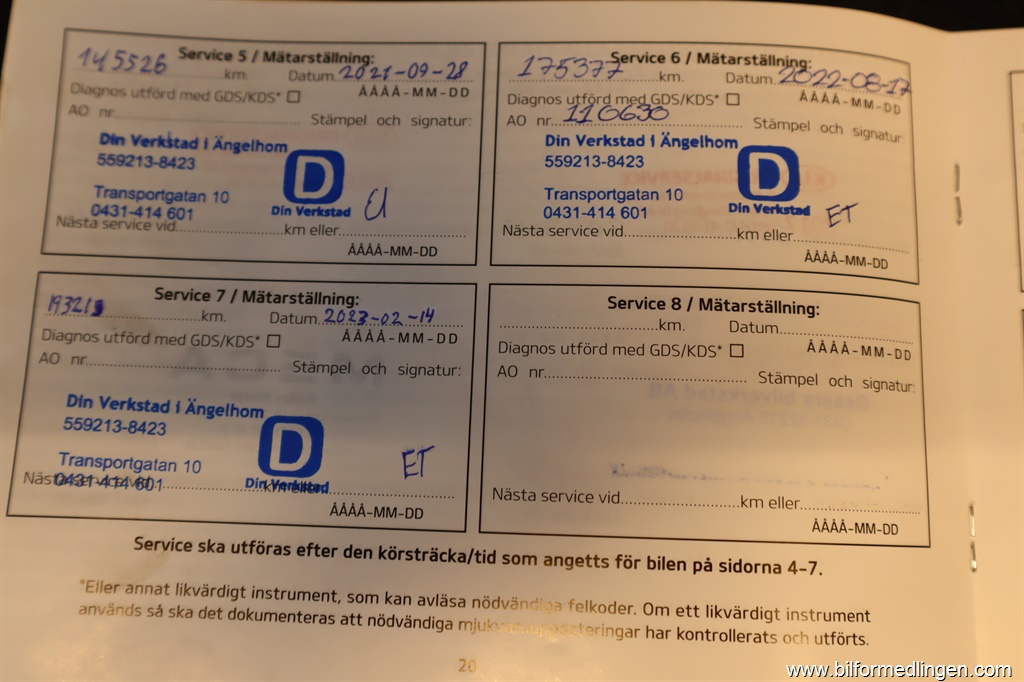 Service 5 / Mätarställning:
145526 km. Datum 2021-09-28
Diagnos utförd med GDS/KDS* ☐ ÅÅÅÅ-MM-DD
AO nr. Stämpel och signatur:
Din Verkstad i Ängelhom
559213-8423
D
Transportgatan 10
0431-414 601
Din Verkstad
Nästa service vid km eller
ÅÅÅÅ-MM-DD
Service 6 / Mätarställning:
175377 km. Datum 2022-08-17
Diagnos utförd med GDS/KDS* ☐ ÅÅÅÅ-MM-DD
AO nr. 110630 Stämpel och signatur:
Din Verkstad i Ängelhom
559213-8423
D
Transportgatan 10
0431-414 601
Din Verkstad ET
Nästa service vid km eller
ÅÅÅÅ-MM-DD
Service 7 / Mätarställning:
km. Datum 2023-02-14
Diagnos utförd med GDS/KDS* ☐ ÅÅÅÅ-MM-DD
AO nr. Stämpel och signatur:
Din Verkstad i Ängelhom
559213-8423
D
Transportgatan 10 ET
0431-414 601
Din Verkstad
Nästa service vid km eller
ÅÅÅÅ-MM-DD
Service 8 / Mätarställning:
km. Datum
Diagnos utförd med GDS/KDS* ☐ ÅÅÅÅ-MM-DD
AO nr. Stämpel och signatur:
Nästa service vid km eller
ÅÅÅÅ-MM-DD
Service ska utföras efter den körsträcka/tid som angetts för bilen på sidorna 4-7.
*Eller annat likvärdigt instrument, som kan avläsa nödvändiga felkoder. Om ett likvärdigt instrument
används så ska det dokumenteras att nödvändiga mjukvaruuppdateringar har kontrollerats och utförts.
20
www.bilformedlingen.com